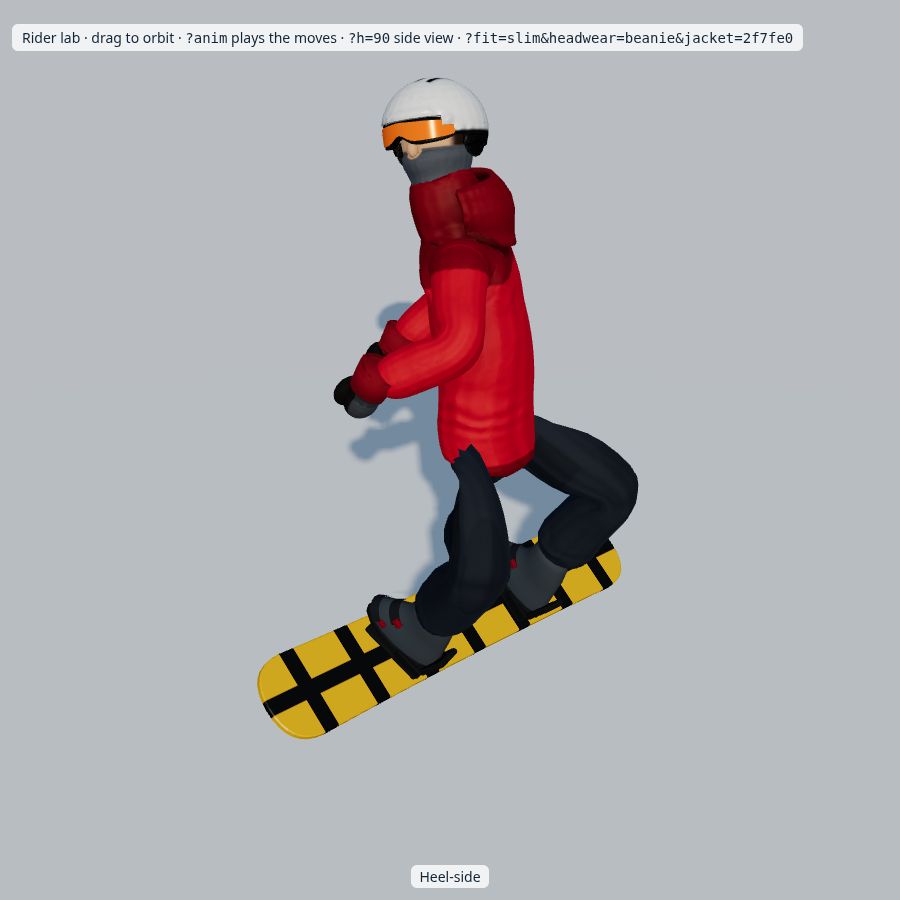 Rider lab · drag to orbit · ?anim plays the moves · ?h=90 side view · ?fit=slim&headwear=beanie&jacket=2f7fe0
Heel-side